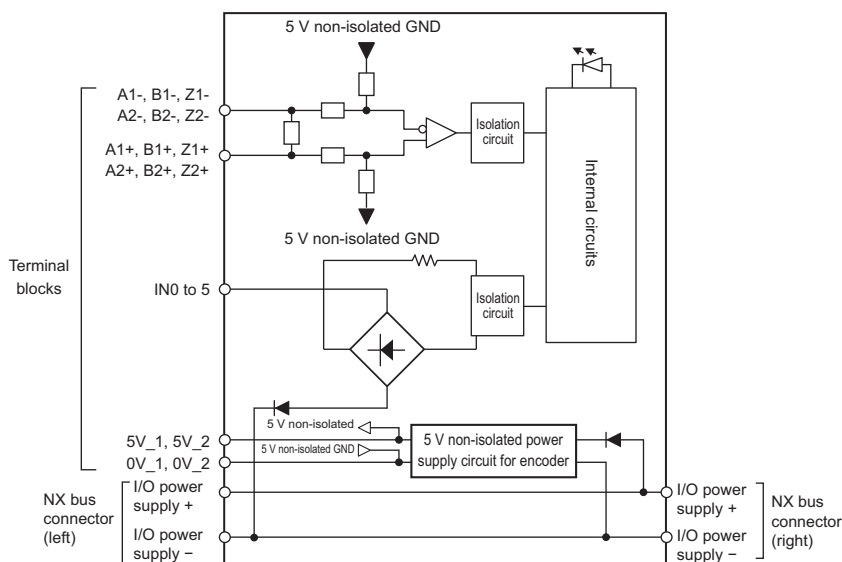 5 V non-isolated GND
A1-, B1-, Z1-
A2-, B2-, Z2-
A1+, B1+, Z1+
A2+, B2+, Z2+
Isolation
circuit
Internal circuits
5 V non-isolated GND
Terminal
blocks
IN0 to 5
Isolation
circuit
5 V non-isolated
5V_1, 5V_2
5 V non-isolated GND
0V_1, 0V_2
5 V non-isolated power
supply circuit for encoder
NX bus
connector
(left)
I/O power
supply +
I/O power
supply −
I/O power
supply +
I/O power
supply −
NX bus
connector
(right)